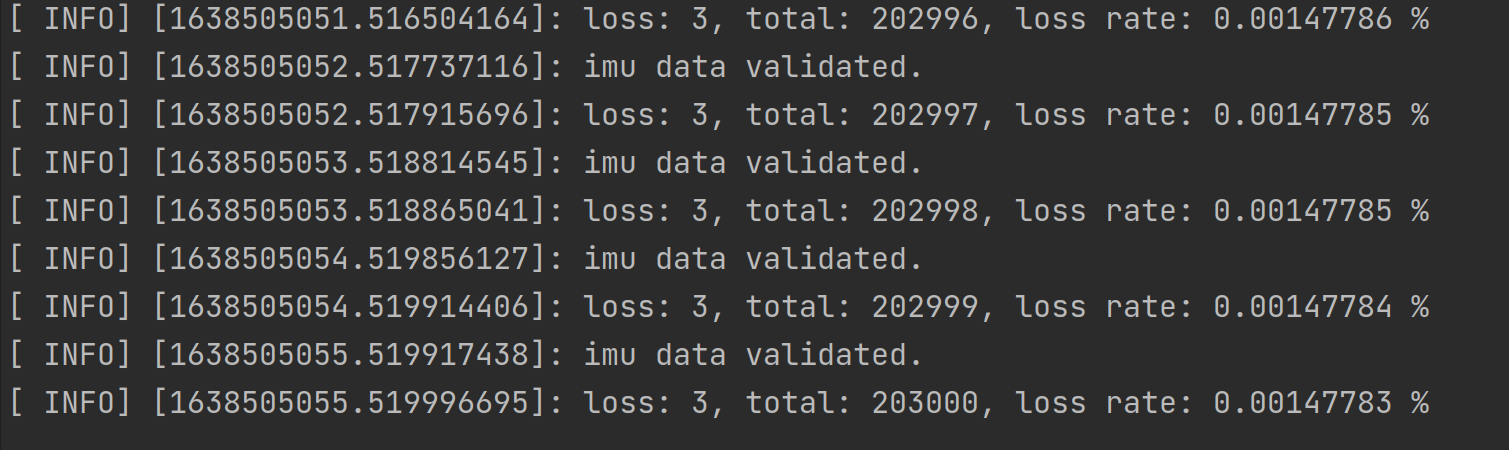 [ INFO] [1638505051.516504164]: loss: 3, total: 202996, loss rate: 0.00147786 %
[ INFO] [1638505052.517737116]: imu data validated.
[ INFO] [1638505052.517915696]: loss: 3, total: 202997, loss rate: 0.00147785 %
[ INFO] [1638505053.518814545]: imu data validated.
[ INFO] [1638505053.518865041]: loss: 3, total: 202998, loss rate: 0.00147785 %
[ INFO] [1638505054.519856127]: imu data validated.
[ INFO] [1638505054.519914406]: loss: 3, total: 202999, loss rate: 0.00147784 %
[ INFO] [1638505055.519917438]: imu data validated.
[ INFO] [1638505055.519996695]: loss: 3, total: 203000, loss rate: 0.00147783 %